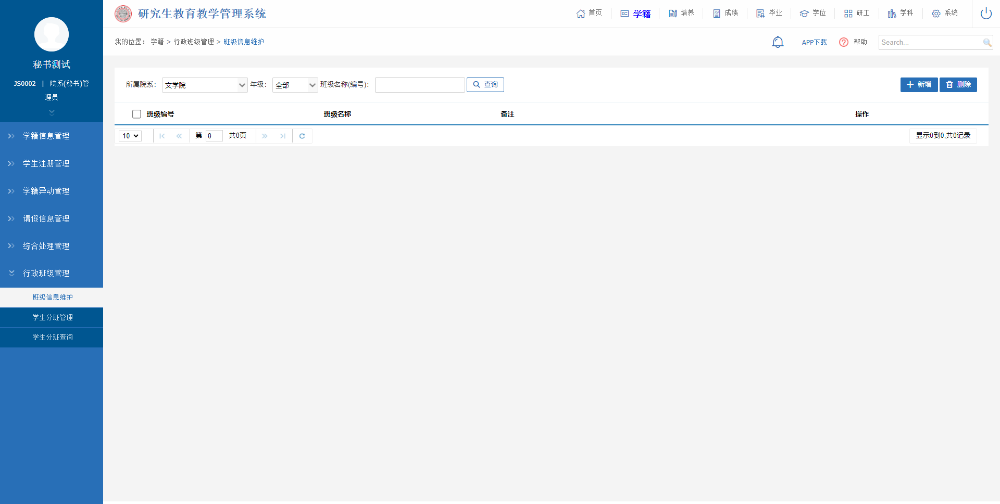 研究生教育教学管理系统
首页 学籍 培养 成绩 毕业 学位 研工 学科 系统
秘书测试
JS0002 | 院系(秘书)管
理员
我的位置： 学籍 > 行政班级管理 > 班级信息维护
APP下载 帮助 Search...
所属院系： 文学院 年级： 全部 班级名称(编号)： 查询 新增 删除
班级编号 班级名称 备注 操作
10 第 0 共0页 显示0到0,共0记录
学籍信息管理
学生注册管理
学籍异动管理
请假信息管理
综合处理管理
行政班级管理
班级信息维护
学生分班管理
学生分班查询